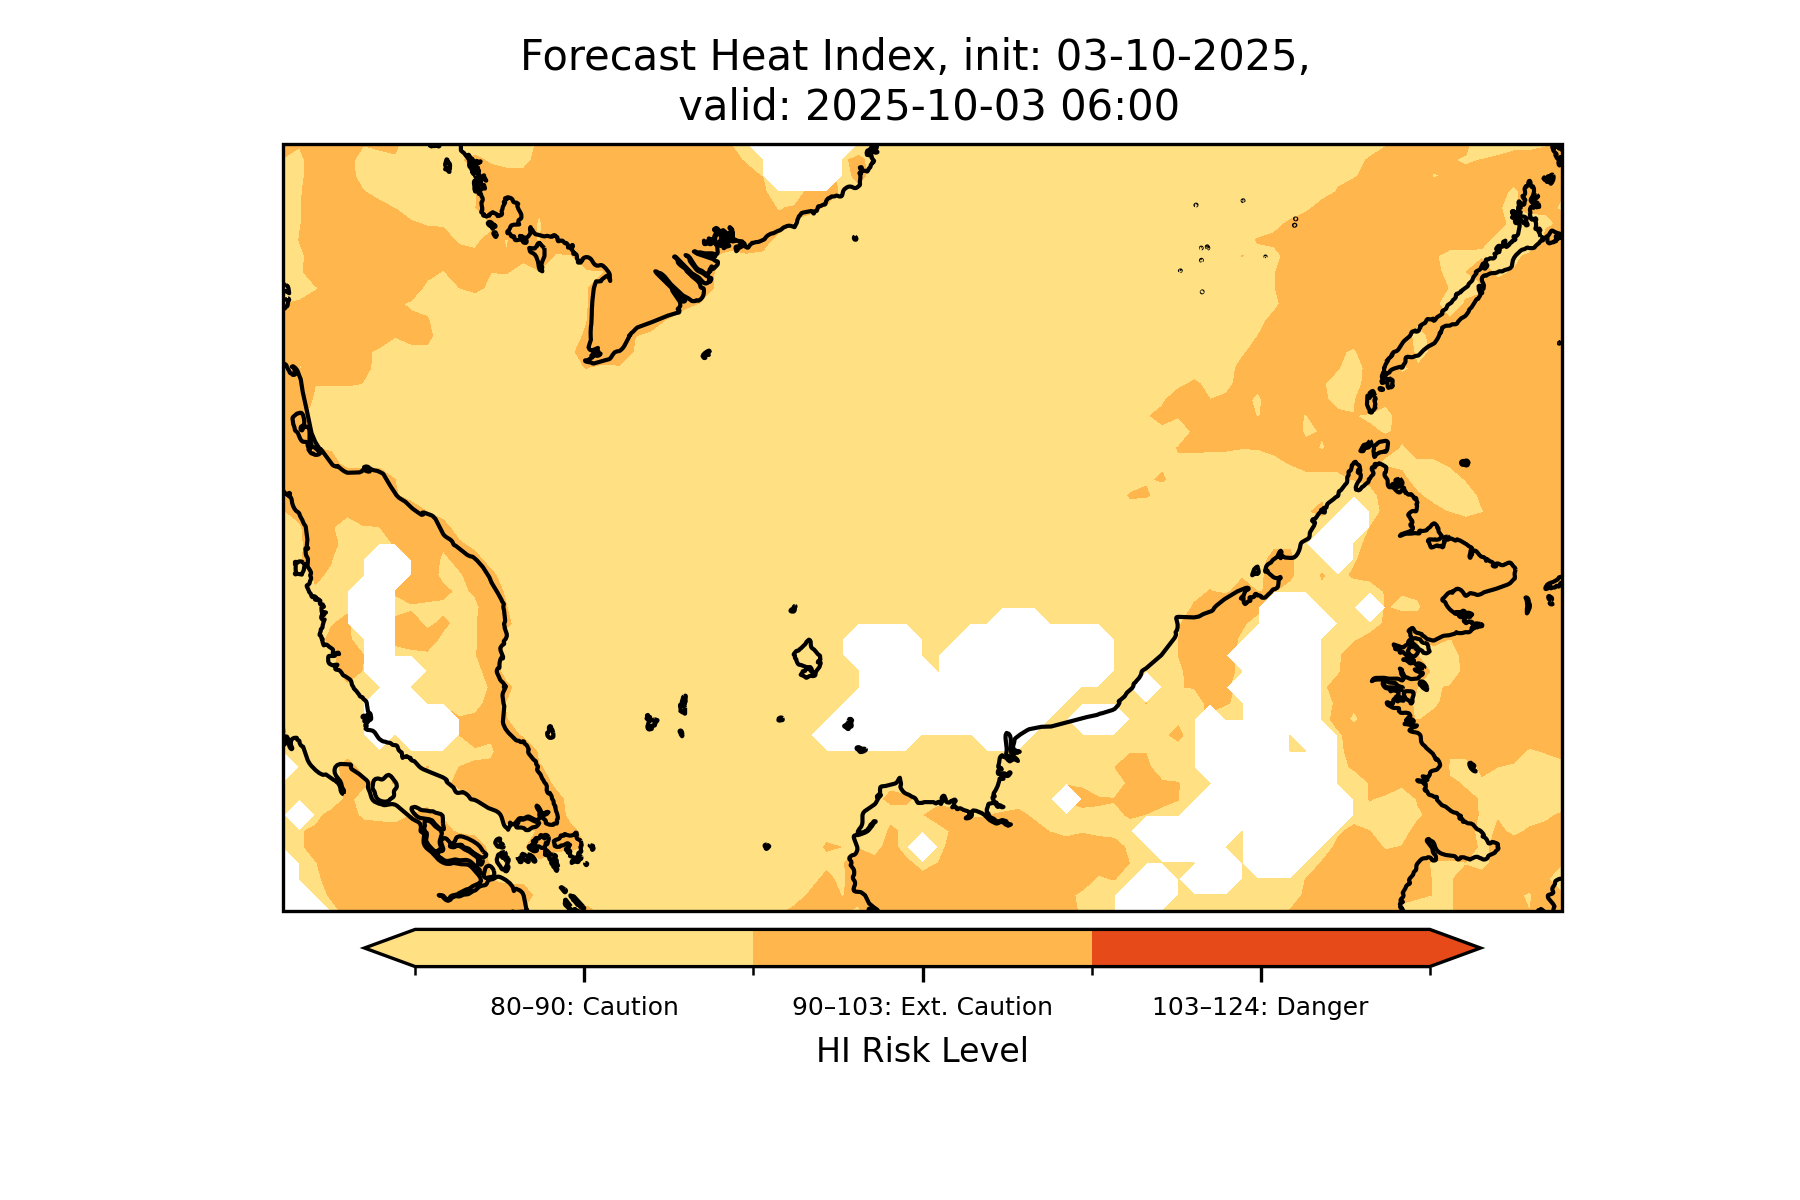 Forecast Heat Index, init: 03-10-2025,
valid: 2025-10-03 06:00
80–90: Caution
90–103: Ext. Caution
103–124: Danger
HI Risk Level